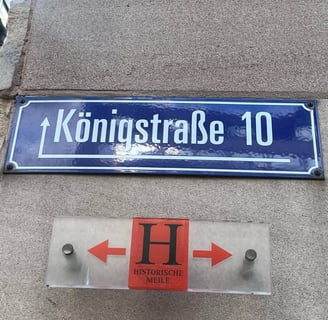 Königstraße 10
H
HISTORISCHE
MEILE